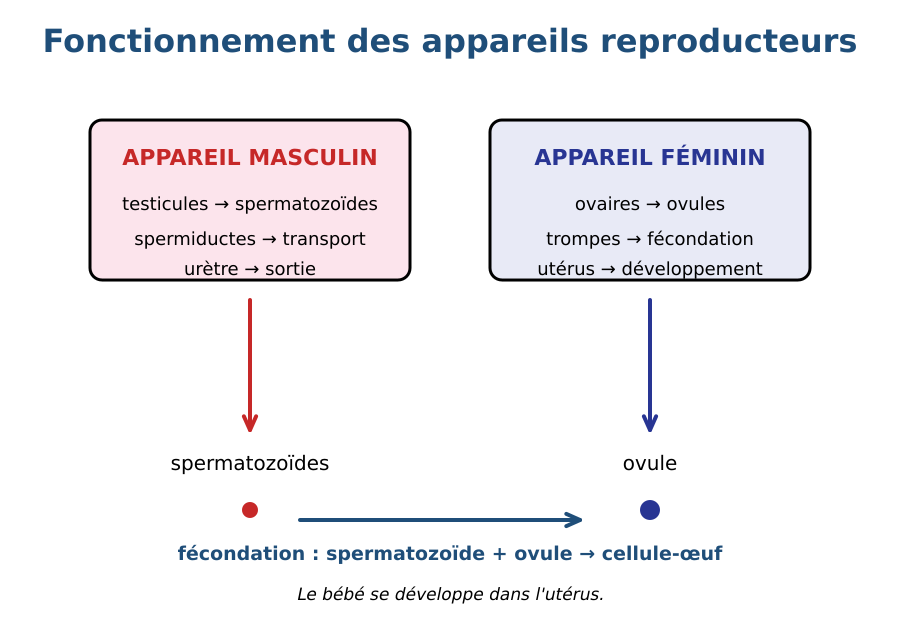 Fonctionnement des appareils reproducteurs
APPAREIL MASCULIN
testicules → spermatozoïdes
spermiductes → transport
urètre → sortie
APPAREIL FÉMININ
ovaires → ovules
trompes → fécondation
utérus → développement
spermatozoïdes
ovule
fécondation : spermatozoïde + ovule → cellule-œuf
Le bébé se développe dans l'utérus.